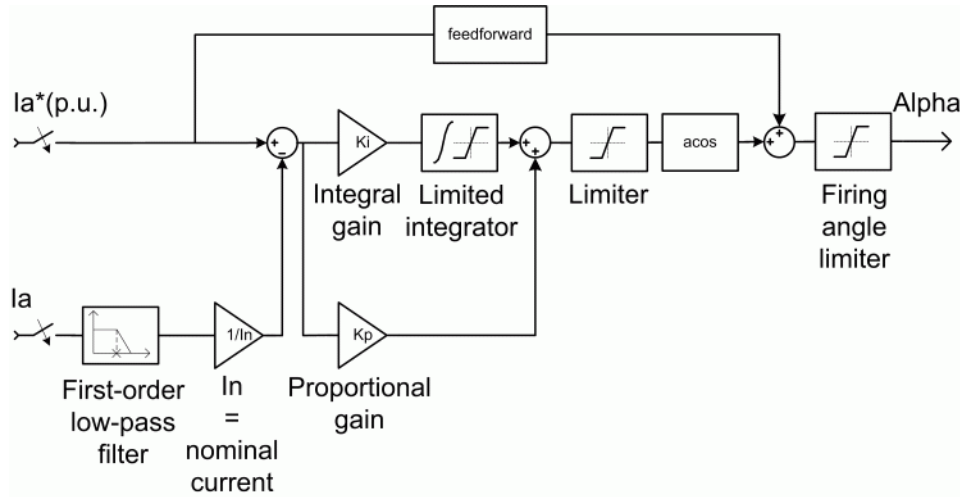 feedforward
Ia*(p.u.)
Alpha
Ki
acos
Integral
gain
Limited
integrator
Limiter
Firing
angle
limiter
Ia
1/In
Kp
First-order
low-pass
filter
In
=
nominal
current
Proportional
gain